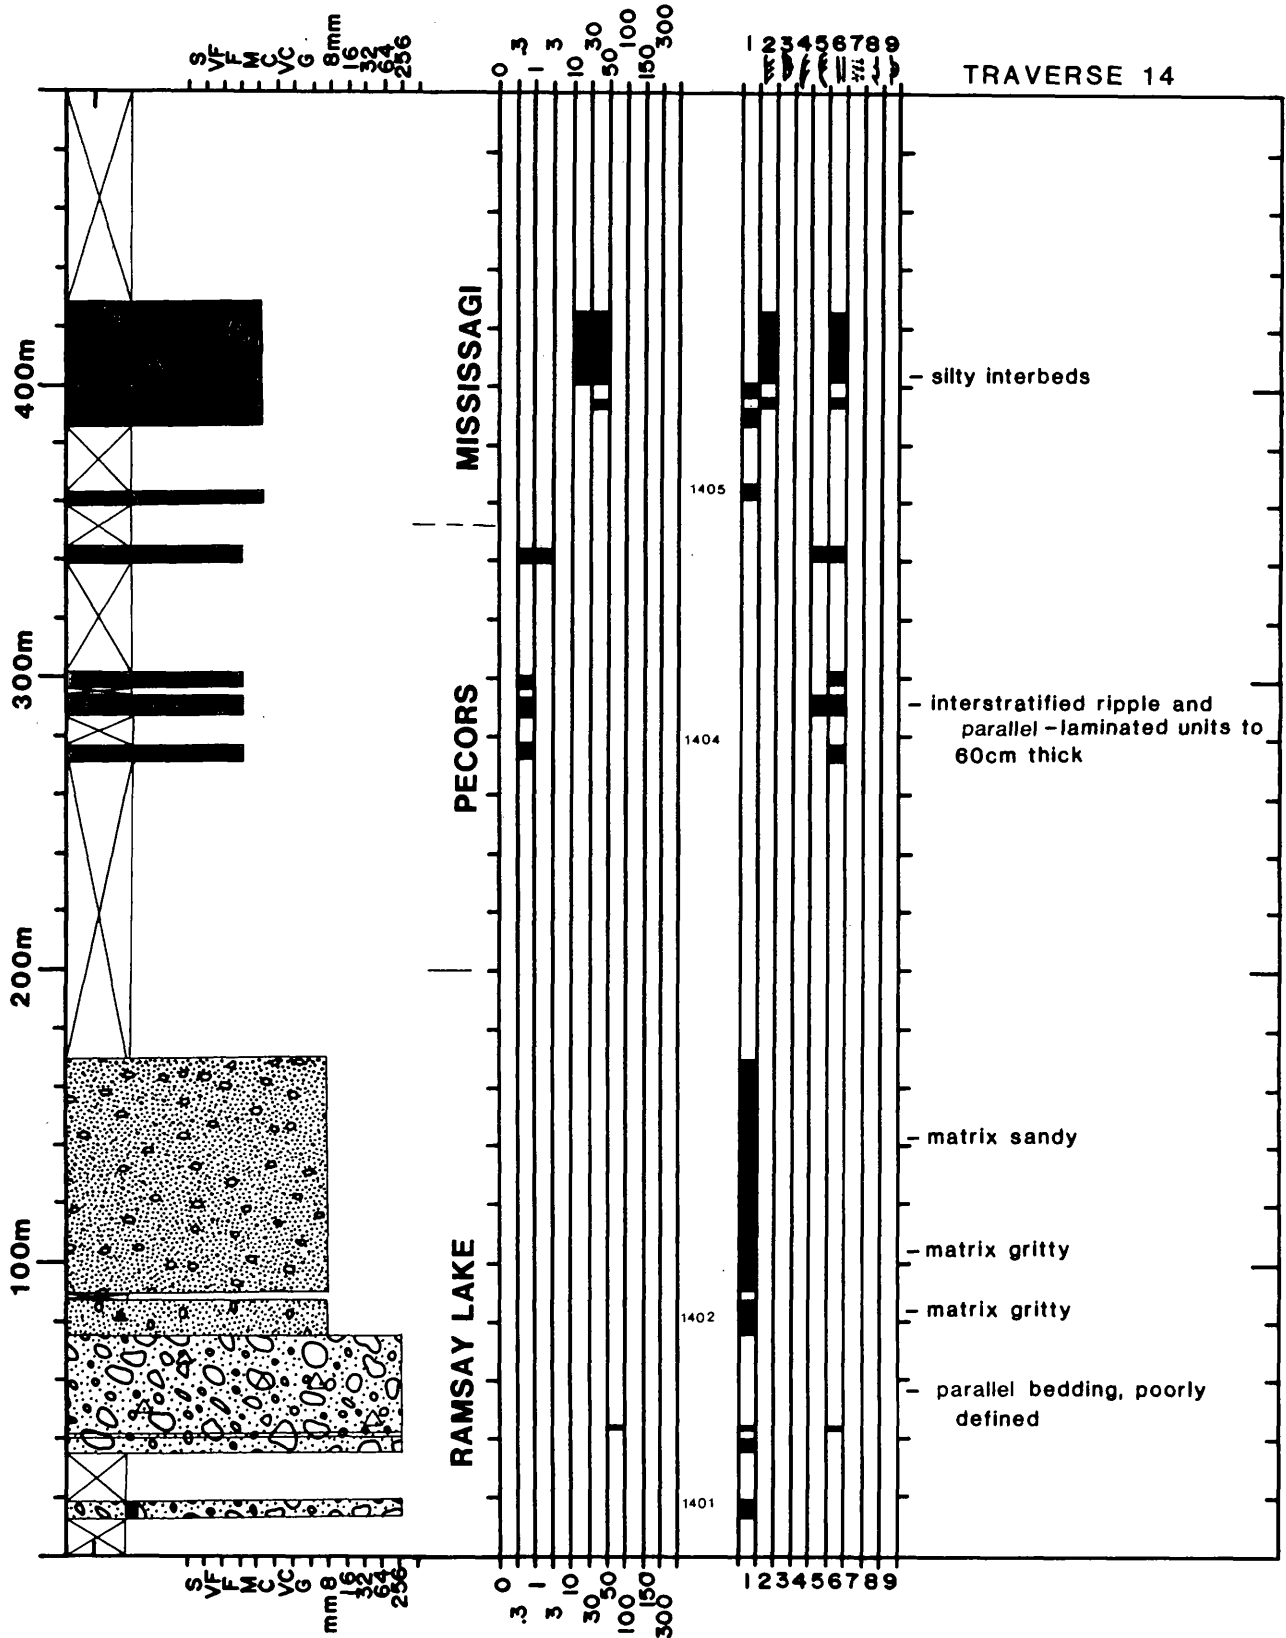 S VF F M C VC G 8mm 16 32 64 256
0 .3 1 3 10 30 50 100 150 300
1 2 3 4 5 6 7 8 9
TRAVERSE 14
400m
300m
200m
100m
MISSISSAGI
PECORS
RAMSAY LAKE
1405
1404
1402
1401
silty interbeds
interstratified ripple and
parallel-laminated units to
60cm thick
matrix sandy
matrix gritty
matrix gritty
parallel bedding, poorly
defined
S VF F M C VC G mm 8 16 32 64 256
0 .3 1 3 10 30 50 100 150 300
1 2 3 4 5 6 7 8 9